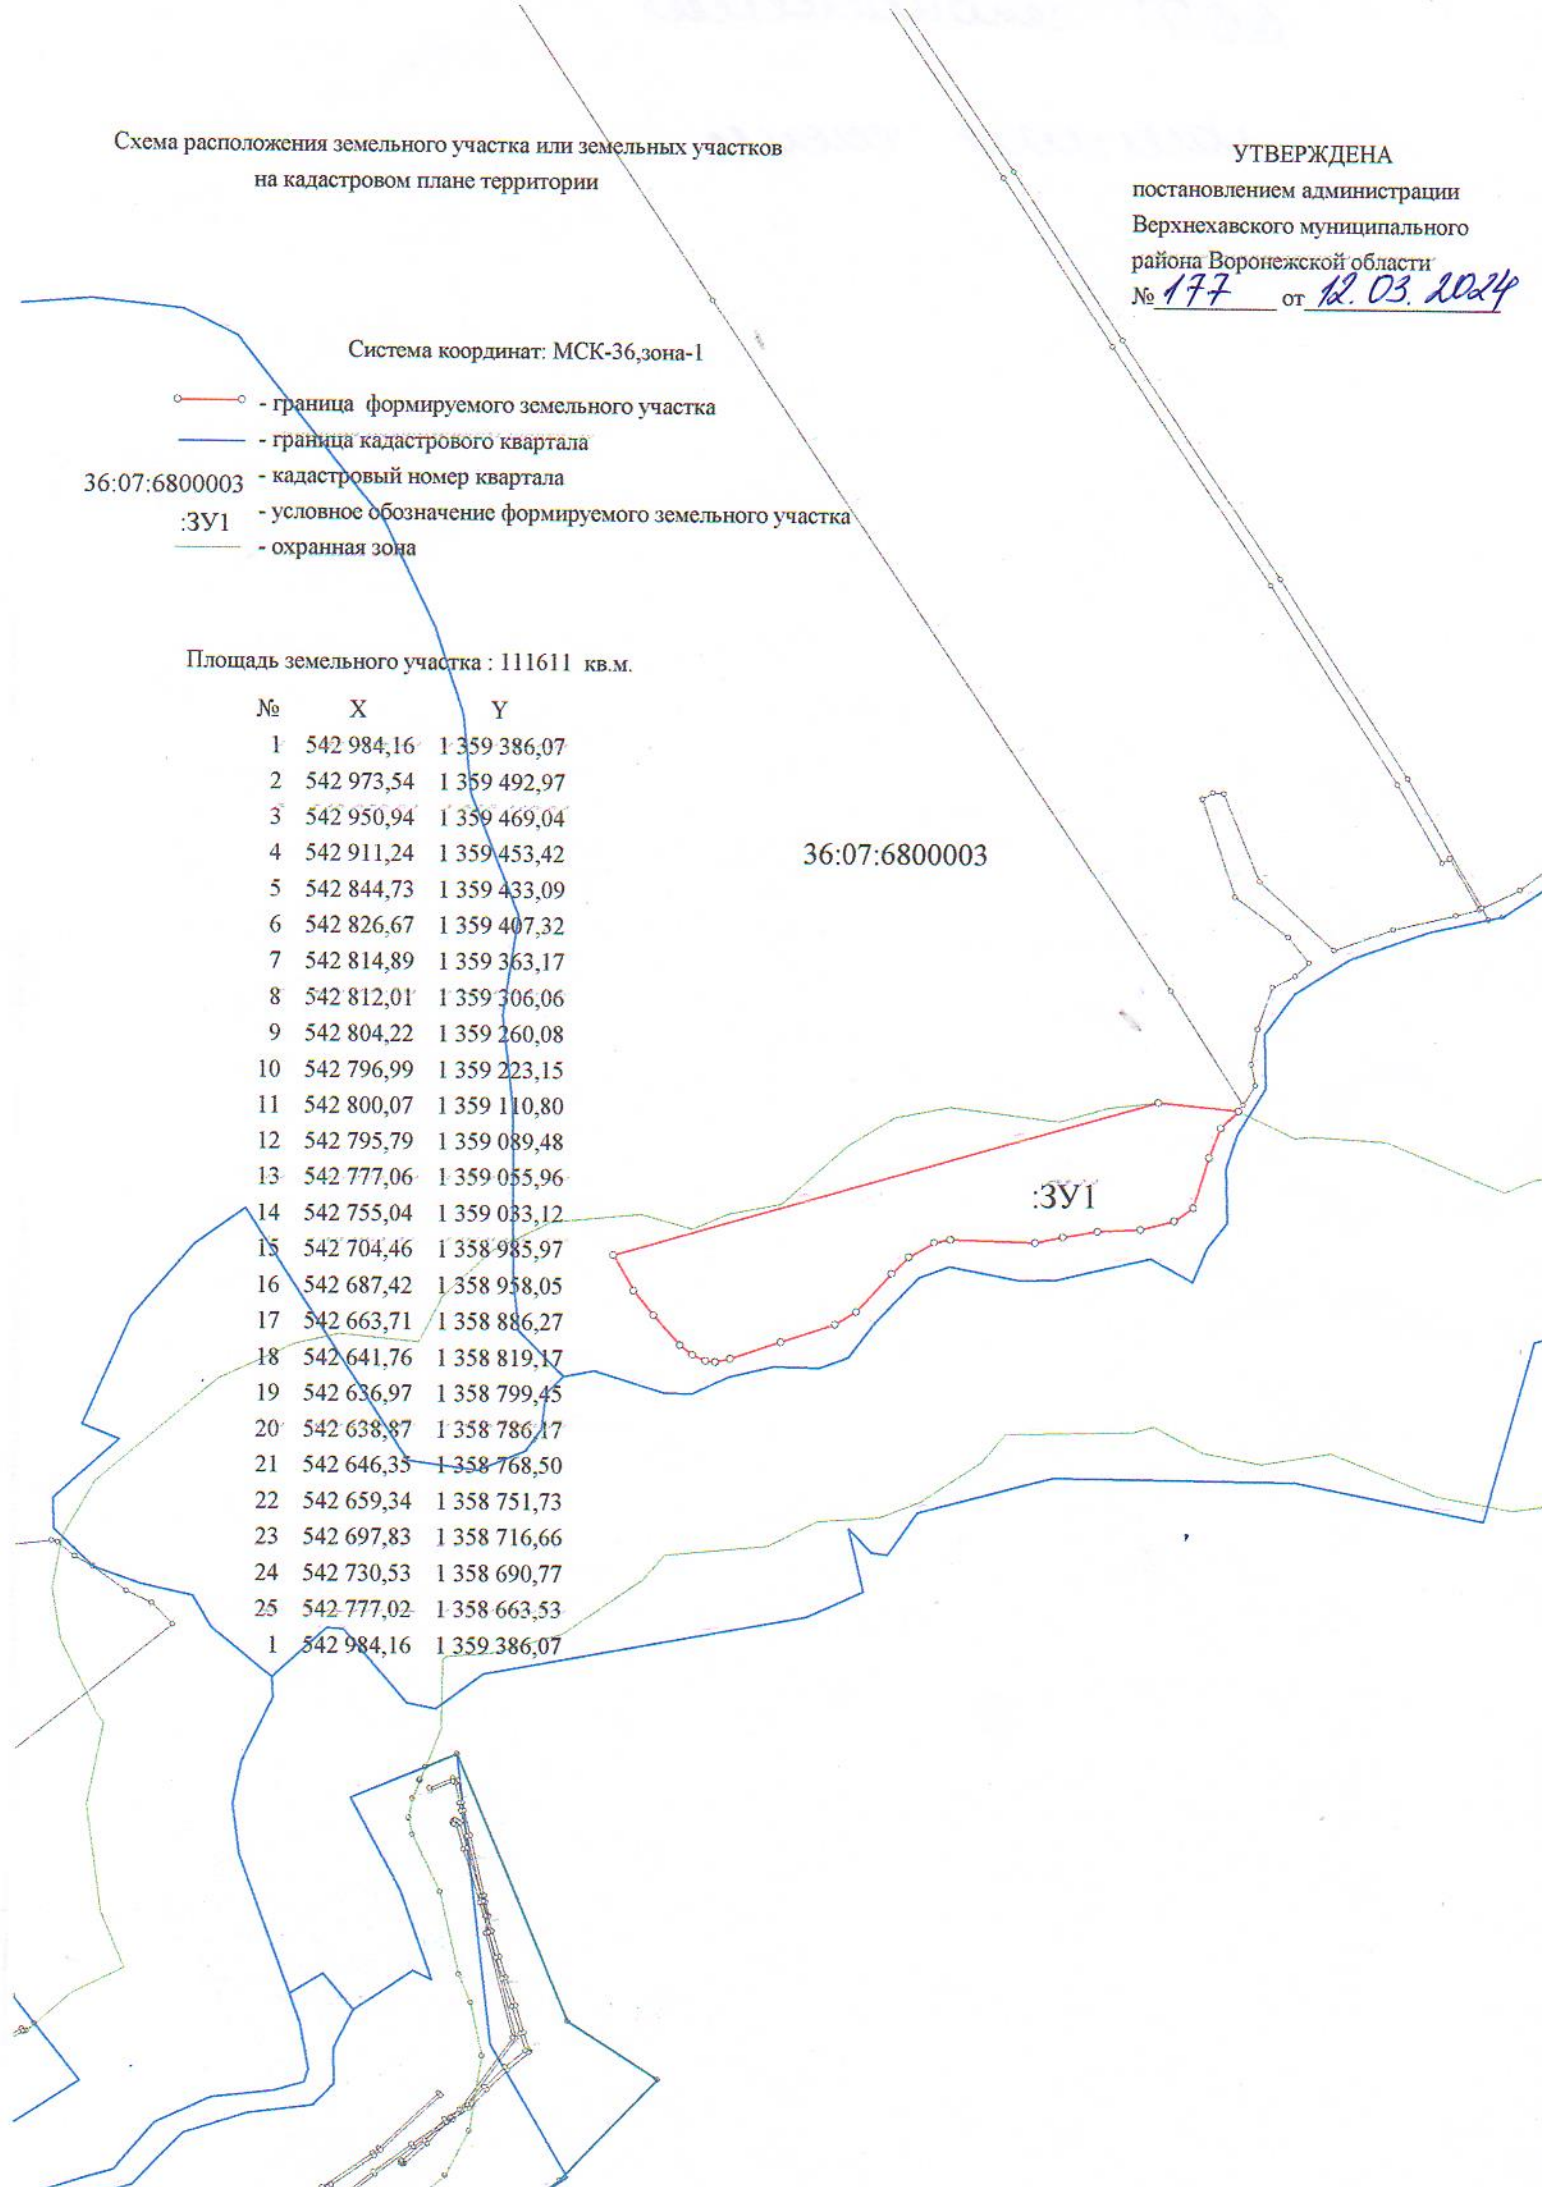 Схема расположения земельного участка или земельных участков
на кадастровом плане территории
УТВЕРЖДЕНА
постановлением администрации
Верхнехавского муниципального
района Воронежской области
№ 177 от 12.03.2024
Система координат: МСК-36,зона-1
- граница формируемого земельного участка
- граница кадастрового квартала
36:07:6800003 - кадастровый номер квартала
:ЗУ1 - условное обозначение формируемого земельного участка
- охранная зона
Площадь земельного участка : 111611 кв.м.
№ X Y
1 542 984,16 1 359 386,07
2 542 973,54 1 359 492,97
3 542 950,94 1 359 469,04
4 542 911,24 1 359 453,42
5 542 844,73 1 359 433,09
6 542 826,67 1 359 407,32
7 542 814,89 1 359 363,17
8 542 812,01 1 359 306,06
9 542 804,22 1 359 260,08
10 542 796,99 1 359 223,15
11 542 800,07 1 359 110,80
12 542 795,79 1 359 089,48
13 542 777,06 1 359 055,96
14 542 755,04 1 359 033,12
15 542 704,46 1 358 985,97
16 542 687,42 1 358 958,05
17 542 663,71 1 358 886,27
18 542 641,76 1 358 819,17
19 542 636,97 1 358 799,45
20 542 638,87 1 358 786,17
21 542 646,35 1 358 768,50
22 542 659,34 1 358 751,73
23 542 697,83 1 358 716,66
24 542 730,53 1 358 690,77
25 542 777,02 1 358 663,53
1 542 984,16 1 359 386,07
36:07:6800003
:ЗУ1